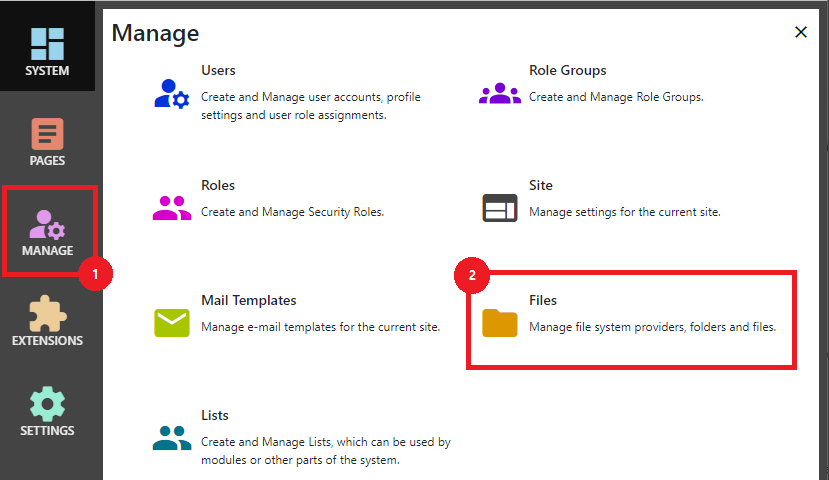 SYSTEM
PAGES
MANAGE
1
EXTENSIONS
SETTINGS
Manage
Users
Create and Manage user accounts, profile
settings and user role assignments.
Role Groups
Create and Manage Role Groups.
Roles
Create and Manage Security Roles.
Site
Manage settings for the current site.
Mail Templates
Manage e-mail templates for the current site.
2
Files
Manage file system providers, folders and files.
Lists
Create and Manage Lists, which can be used by
modules or other parts of the system.